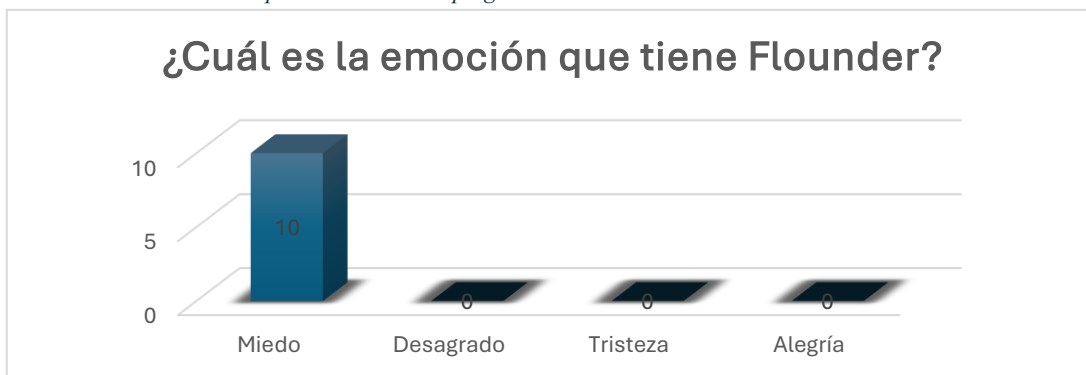 ¿Cuál es la emoción que tiene Flounder?
10
10
5
0
0
0
0
Miedo
Desagrado
Tristeza
Alegría